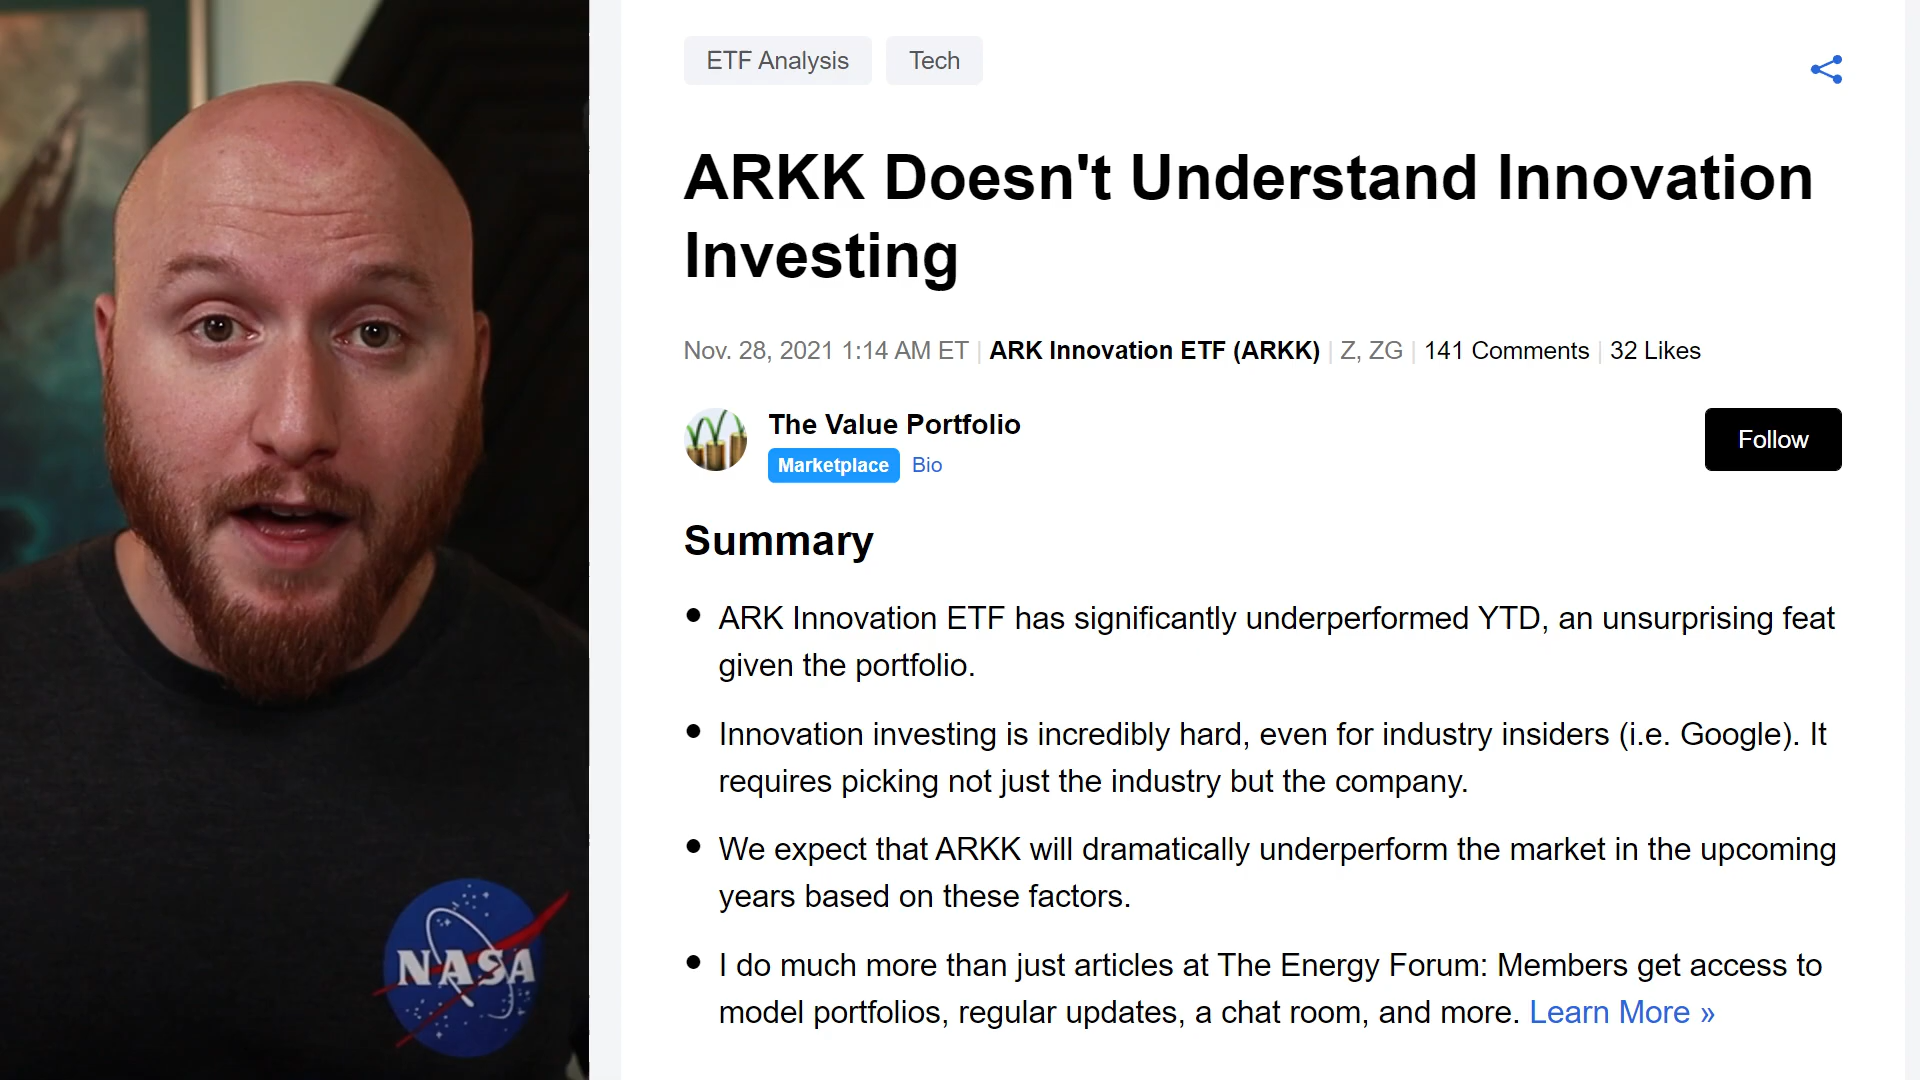 ETF Analysis Tech
ARKK Doesn't Understand Innovation
Investing
Nov. 28, 2021 1:14 AM ET | ARK Innovation ETF (ARKK) | Z, ZG | 141 Comments | 32 Likes
The Value Portfolio
Marketplace Bio
Follow
Summary
• ARK Innovation ETF has significantly underperformed YTD, an unsurprising feat
given the portfolio.
• Innovation investing is incredibly hard, even for industry insiders (i.e. Google). It
requires picking not just the industry but the company.
• We expect that ARKK will dramatically underperform the market in the upcoming
years based on these factors.
• I do much more than just articles at The Energy Forum: Members get access to
model portfolios, regular updates, a chat room, and more. Learn More »
NASA